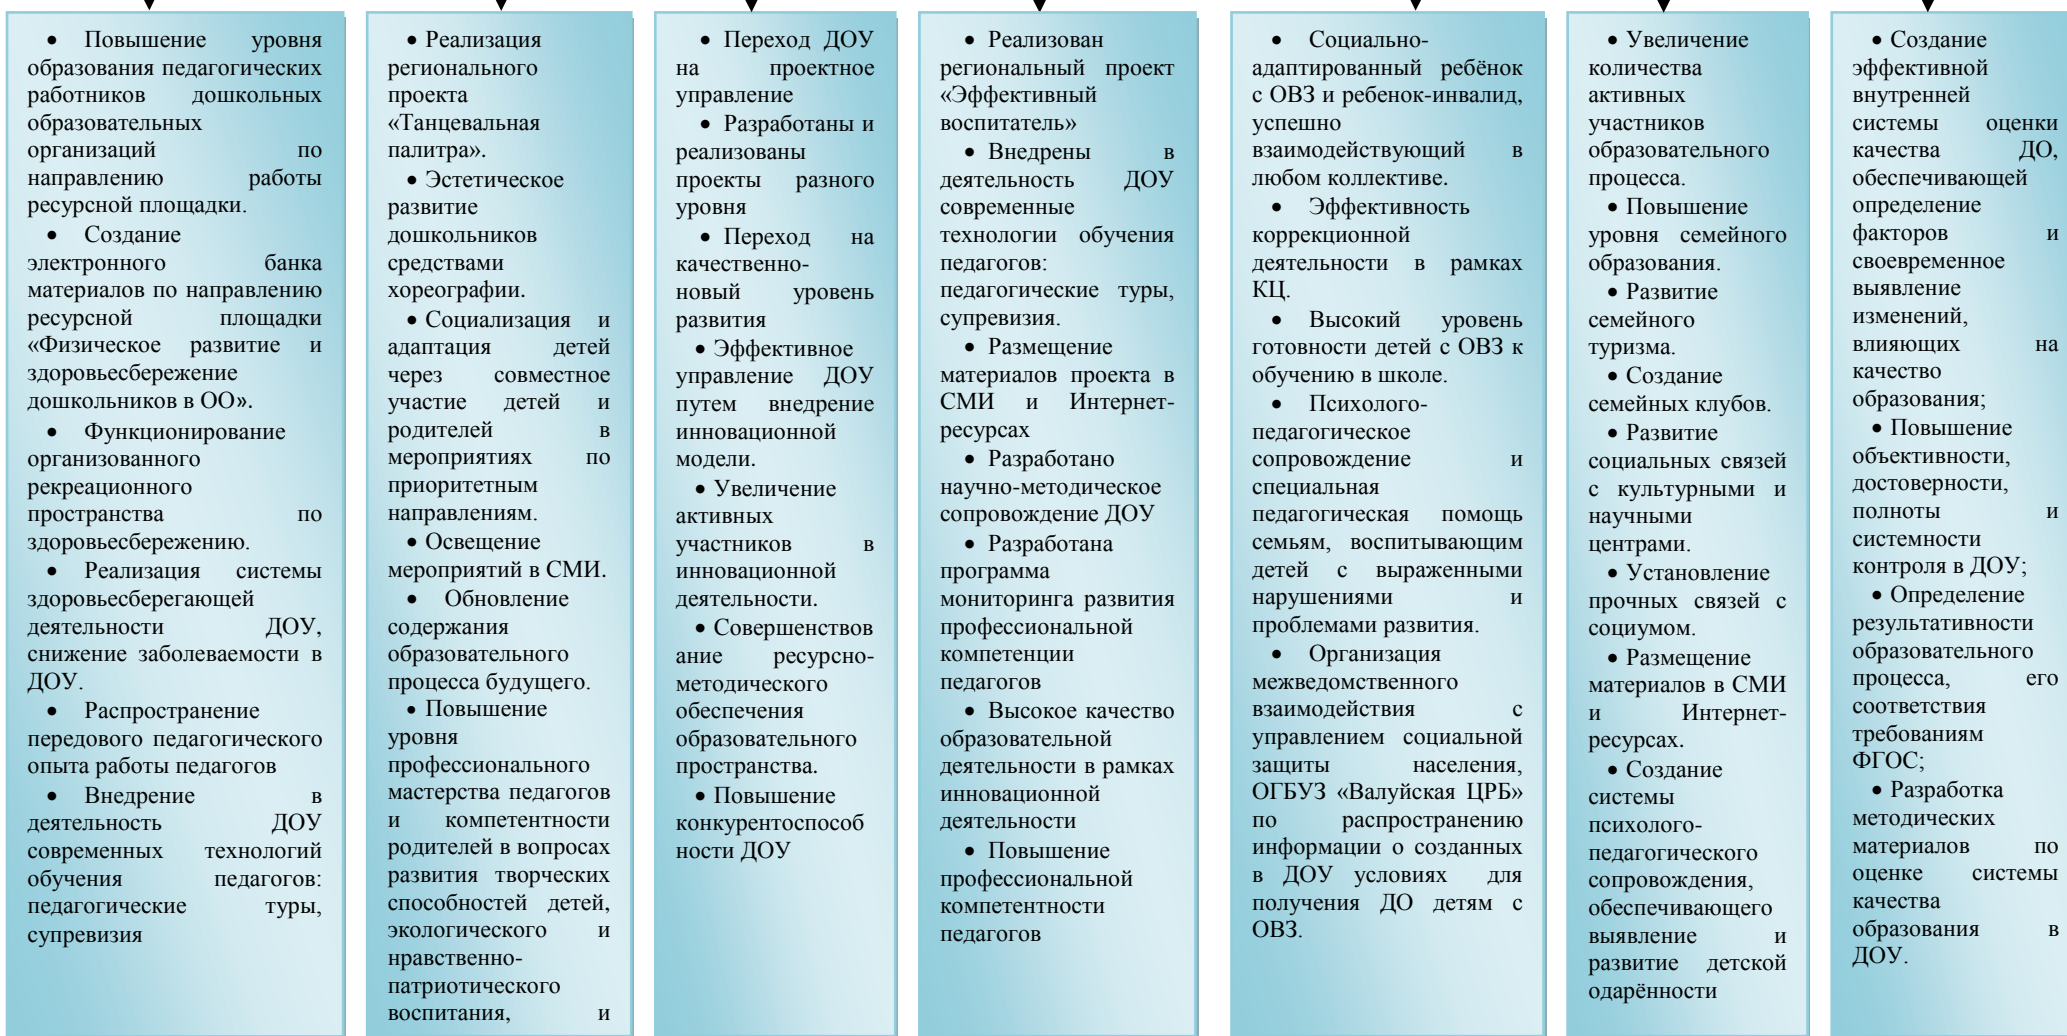 • Повышение уровня
образования педагогических
работников дошкольных
образовательных
организаций по
направлению работы
ресурсной площадки.
• Создание
электронного банка
материалов по направлению
ресурсной площадки
«Физическое развитие и
здоровьесбережение
дошкольников в ОО».
• Функционирование
организованного
рекреационного
пространства по
здоровьесбережению.
• Реализация системы
здоровьесберегающей
деятельности ДОУ,
снижение заболеваемости в
ДОУ.
• Распространение
передового педагогического
опыта работы педагогов
• Внедрение в
деятельность ДОУ
современных технологий
обучения педагогов:
педагогические туры,
супревизия
• Реализация
регионального
проекта
«Танцевальная
палитра».
• Эстетическое
развитие
дошкольников
средствами
хореографии.
• Социализация и
адаптация детей
через совместное
участие детей и
родителей в
мероприятиях по
приоритетным
направлениям.
• Освещение
мероприятий в СМИ.
• Обновление
содержания
образовательного
процесса будущего.
• Повышение
уровня
профессионального
мастерства педагогов
и компетентности
родителей в вопросах
развития творческих
способностей детей,
экологического и
нравственно-
патриотического
воспитания, и
• Переход ДОУ
на проектное
управление
• Разработаны и
реализованы
проекты разного
уровня
• Переход на
качественно-
новый уровень
развития
• Эффективное
управление ДОУ
путем внедрение
инновационной
модели.
• Увеличение
активных
участников в
инновационной
деятельности.
• Совершенствов
ание ресурсно-
методического
обеспечения
образовательного
пространства.
• Повышение
конкурентоспособ
ности ДОУ
• Реализован
региональный проект
«Эффективный
воспитатель»
• Внедрены в
деятельность ДОУ
современные
технологии обучения
педагогов:
педагогические туры,
супревизия.
• Размещение
материалов проекта в
СМИ и Интернет-
ресурсах
• Разработано
научно-методическое
сопровождение ДОУ
• Разработана
программа
мониторинга развития
профессиональной
компетенции
педагогов
• Высокое качество
образовательной
деятельности в рамках
инновационной
деятельности
• Повышение
профессиональной
компетентности
педагогов
• Социально-
адаптированный ребёнок
с ОВЗ и ребенок-инвалид,
успешно
взаимодействующий в
любом коллективе.
• Эффективность
коррекционной
деятельности в рамках
КЦ.
• Высокий уровень
готовности детей с ОВЗ к
обучению в школе.
• Психолого-
педагогическое
сопровождение и
специальная
педагогическая помощь
семьям, воспитывающим
детей с выраженными
нарушениями и
проблемами развития.
• Организация
межведомственного
взаимодействия с
управлением социальной
защиты населения,
ОГБУЗ «Валуйская ЦРБ»
по распространению
информации о созданных
в ДОУ условиях для
получения ДО детям с
ОВЗ.
• Увеличение
количества
активных
участников
образовательного
процесса.
• Повышение
уровня семейного
образования.
• Развитие
семейного
туризма.
• Создание
семейных клубов.
• Развитие
социальных связей
с культурными и
научными
центрами.
• Установление
прочных связей с
социумом.
• Размещение
материалов в СМИ
и Интернет-
ресурсах.
• Создание
системы
психолого-
педагогического
сопровождения,
обеспечивающего
выявление и
развитие детской
одарённости
• Создание
эффективной
внутренней
системы оценки
качества ДО,
обеспечивающей
определение
факторов и
своевременное
выявление
изменений,
влияющих на
качество
образования;
• Повышение
объективности,
достоверности,
полноты и
системности
контроля в ДОУ;
• Определение
результативности
образовательного
процесса, его
соответствия
требованиям
ФГОС;
• Разработка
методических
материалов по
оценке системы
качества
образования в
ДОУ.